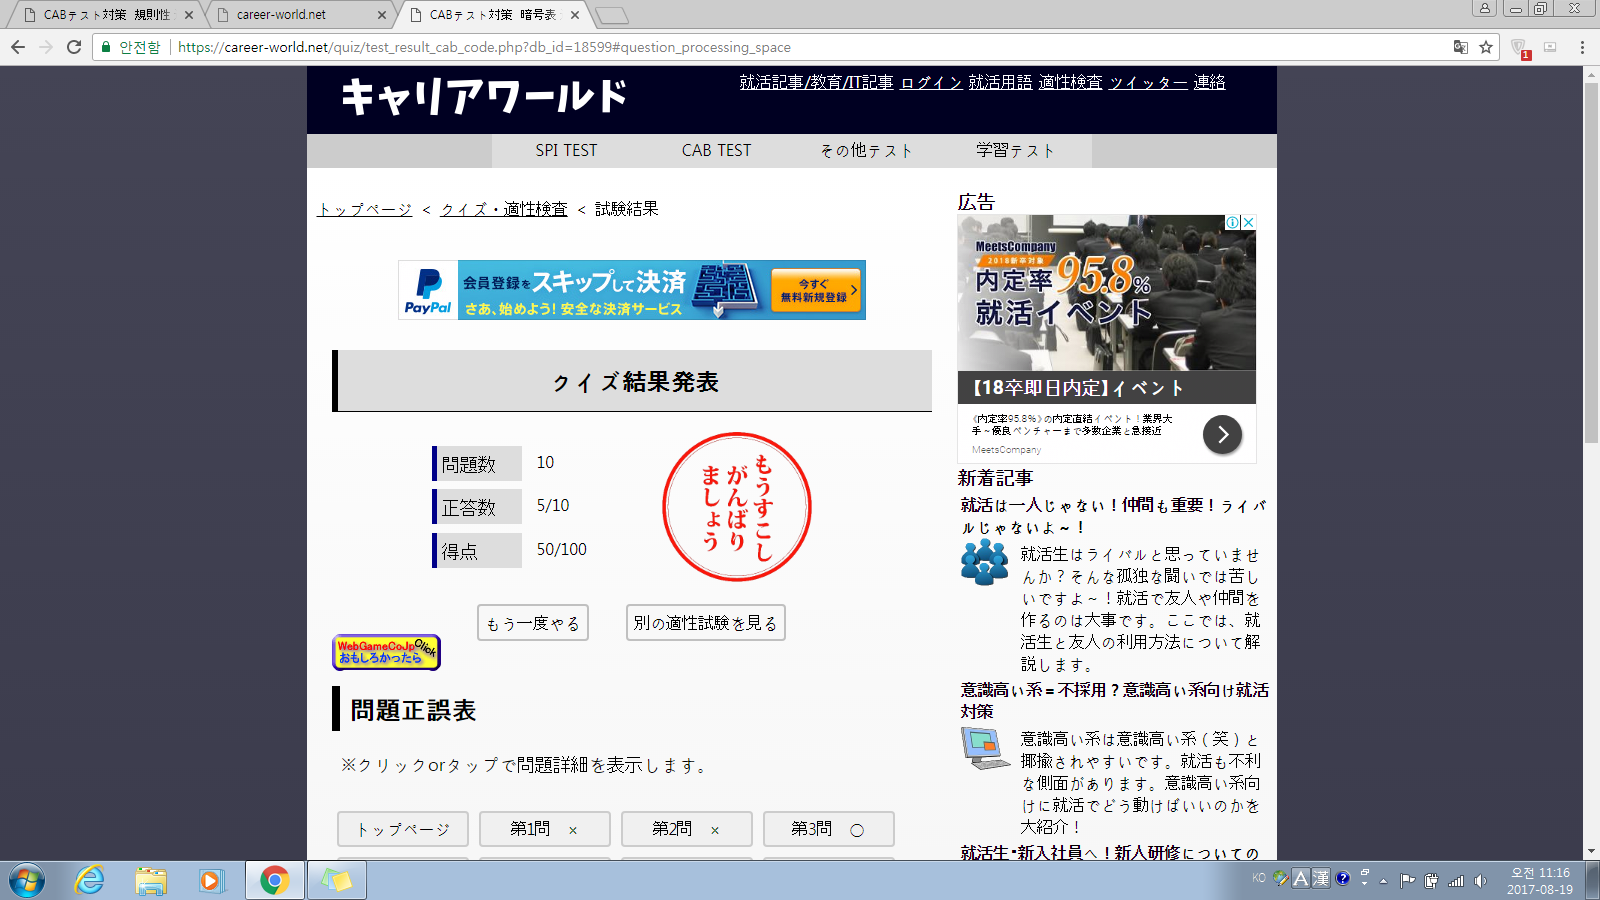 CABテスト対策 規則性
career-world.net
CABテスト対策 暗号表
안전함
https://career-world.net/quiz/test_result_cab_code.php?db_id=18599#question_processing_space
1
キャリアワールド
就活記事/教育/IT記事 ログイン 就活用語 適性検査 ツイッター 連絡
SPI TEST
CAB TEST
その他テスト
学習テスト
トップページ < クイズ・適性検査 < 試験結果
PayPal
会員登録をスキップして決済
さあ、始めよう! 安全な決済サービス
今すぐ
無料新規登録
クイズ結果発表
問題数 10
正答数 5/10
得点 50/100
もうすこし
がんばり
ましょう
もう一度やる
別の適性試験を見る
WebGameCoJp
Click
おもしろかったら
問題正誤表
※クリックorタップで問題詳細を表示します。
トップページ
第1問 ×
第2問 ×
第3問 ○
広告
MeetsCompany
2018新卒対象
内定率95.8%
就活イベント
【18卒即日内定】イベント
《内定率95.8%》の内定直結イベント!業界大
手~優良ベンチャーまで多数企業と急接近
MeetsCompany
新着記事
就活は一人じゃない!仲間も重要!ライバ
ルじゃないよ~!
就活生はライバルと思っていませ
んか?そんな孤独な闘いでは苦し
いですよ~!就活で友人や仲間を
作るのは大事です。ここでは、就
活生と友人の利用方法について解
説します。
意識高い系=不採用?意識高い系向け就活
対策
意識高い系は意識高い系(笑)と
揶揄されやすいです。就活も不利
な側面があります。意識高い系向
けに就活でどう動けばいいのかを
大紹介!
就活生・新入社員へ!新人研修についての
KO
A
漢
오전 11:16
2017-08-19